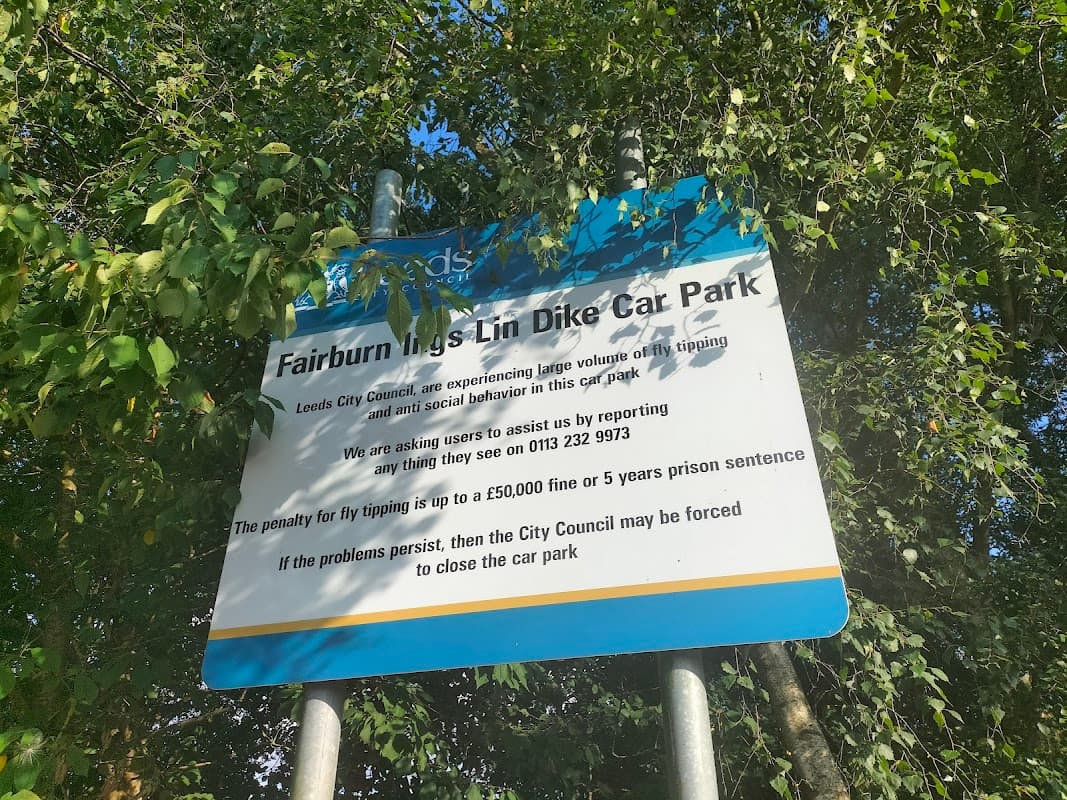 Fairburn Ings Lin Dike Car Park
Leeds City Council, are experiencing large volume of fly tipping
and anti social behavior in this car park
We are asking users to assist us by reporting
any thing they see on 0113 232 9973
The penalty for fly tipping is up to a £50,000 fine or 5 years prison sentence
If the problems persist, then the City Council may be forced
to close the car park